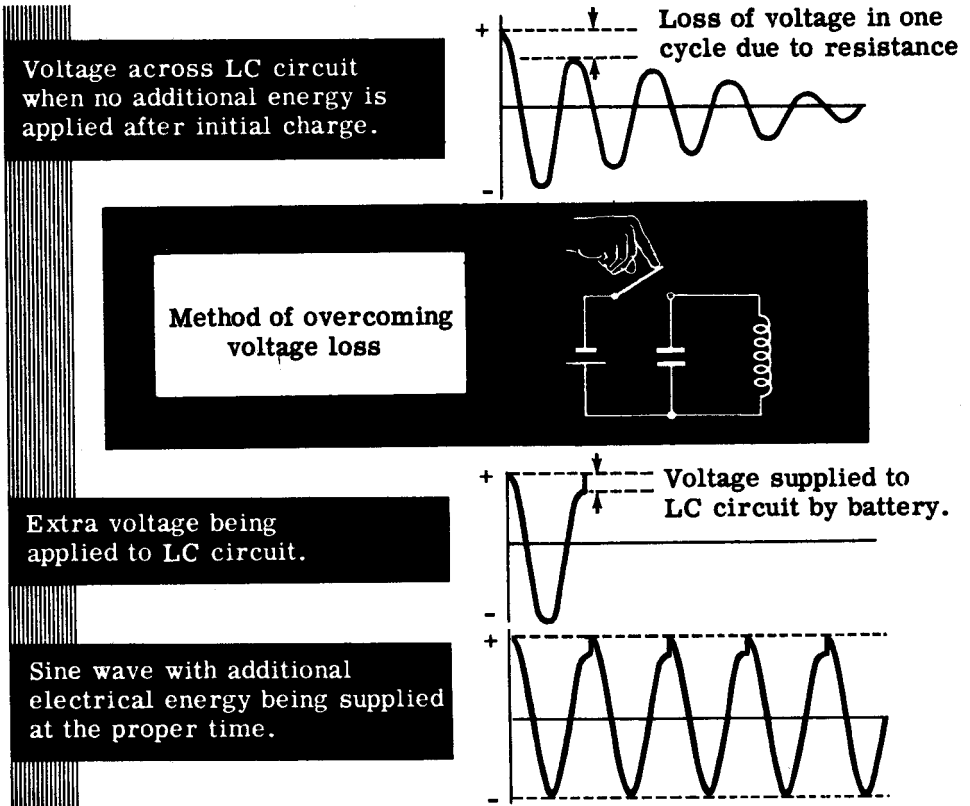 Voltage across LC circuit
when no additional energy is
applied after initial charge.
+
-
Loss of voltage in one
cycle due to resistance
Method of overcoming
voltage loss
Extra voltage being
applied to LC circuit.
+
-
Voltage supplied to
LC circuit by battery.
Sine wave with additional
electrical energy being supplied
at the proper time.
+
-